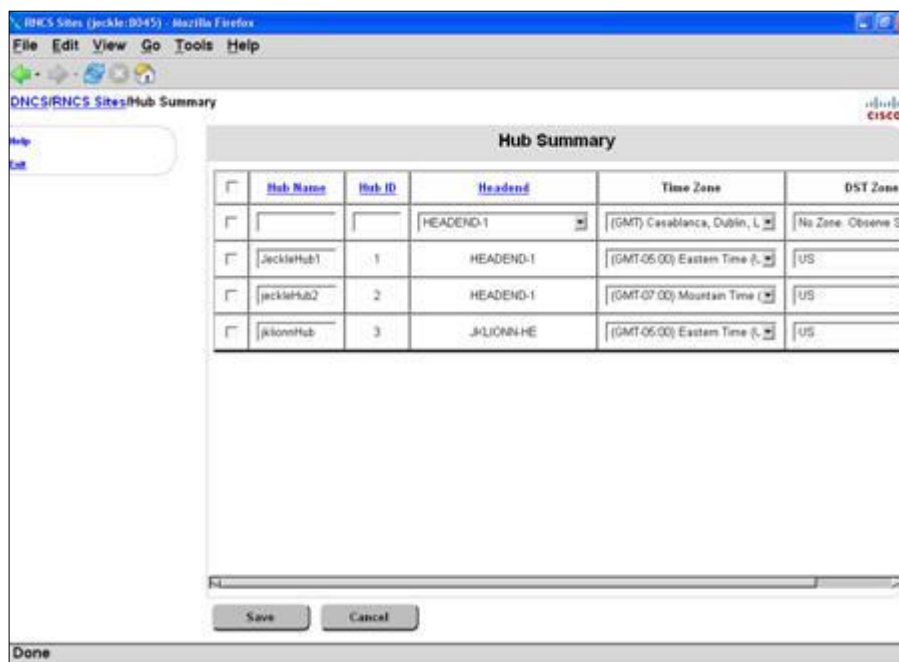 RNCS Sites (jeckle:8045) - Mozilla Firefox
File Edit View Go Tools Help
DNCS/RNCS Sites/Hub Summary
CISCO
Help
Exit
Hub Summary
Hub Name Hub ID Headend Time Zone DST Zone
HEADEND-1 (GMT) Casablanca, Dublin, L No Zone. Observe S
JeckleHub1 1 HEADEND-1 (GMT-05:00) Eastern Time (U US
jeckleHub2 2 HEADEND-1 (GMT-07:00) Mountain Time ( US
jklionnHub 3 JKLIONN-HE (GMT-05:00) Eastern Time (U US
Save Cancel
Done